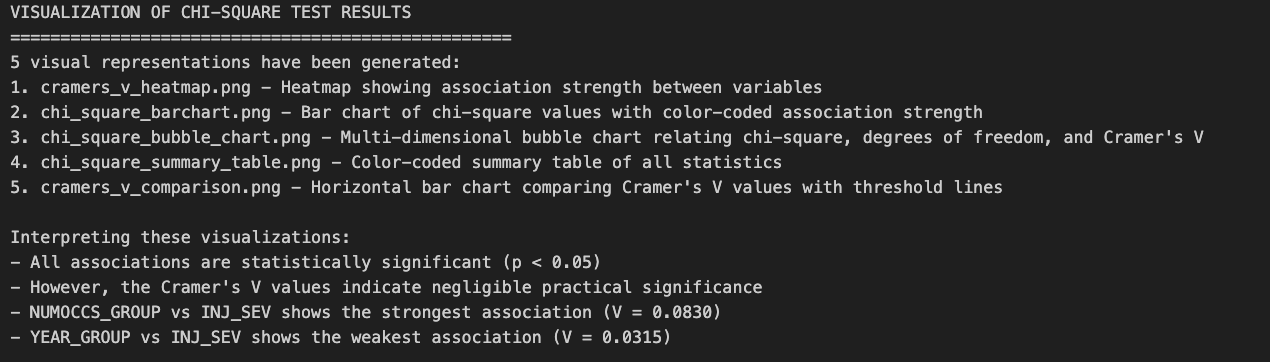 VISUALIZATION OF CHI-SQUARE TEST RESULTS
==================================================
5 visual representations have been generated:
1. cramers_v_heatmap.png - Heatmap showing association strength between variables
2. chi_square_barchart.png - Bar chart of chi-square values with color-coded association strength
3. chi_square_bubble_chart.png - Multi-dimensional bubble chart relating chi-square, degrees of freedom, and Cramer's V
4. chi_square_summary_table.png - Color-coded summary table of all statistics
5. cramers_v_comparison.png - Horizontal bar chart comparing Cramer's V values with threshold lines

Interpreting these visualizations:
- All associations are statistically significant (p < 0.05)
- However, the Cramer's V values indicate negligible practical significance
- NUMOCCS_GROUP vs INJ_SEV shows the strongest association (V = 0.0830)
- YEAR_GROUP vs INJ_SEV shows the weakest association (V = 0.0315)